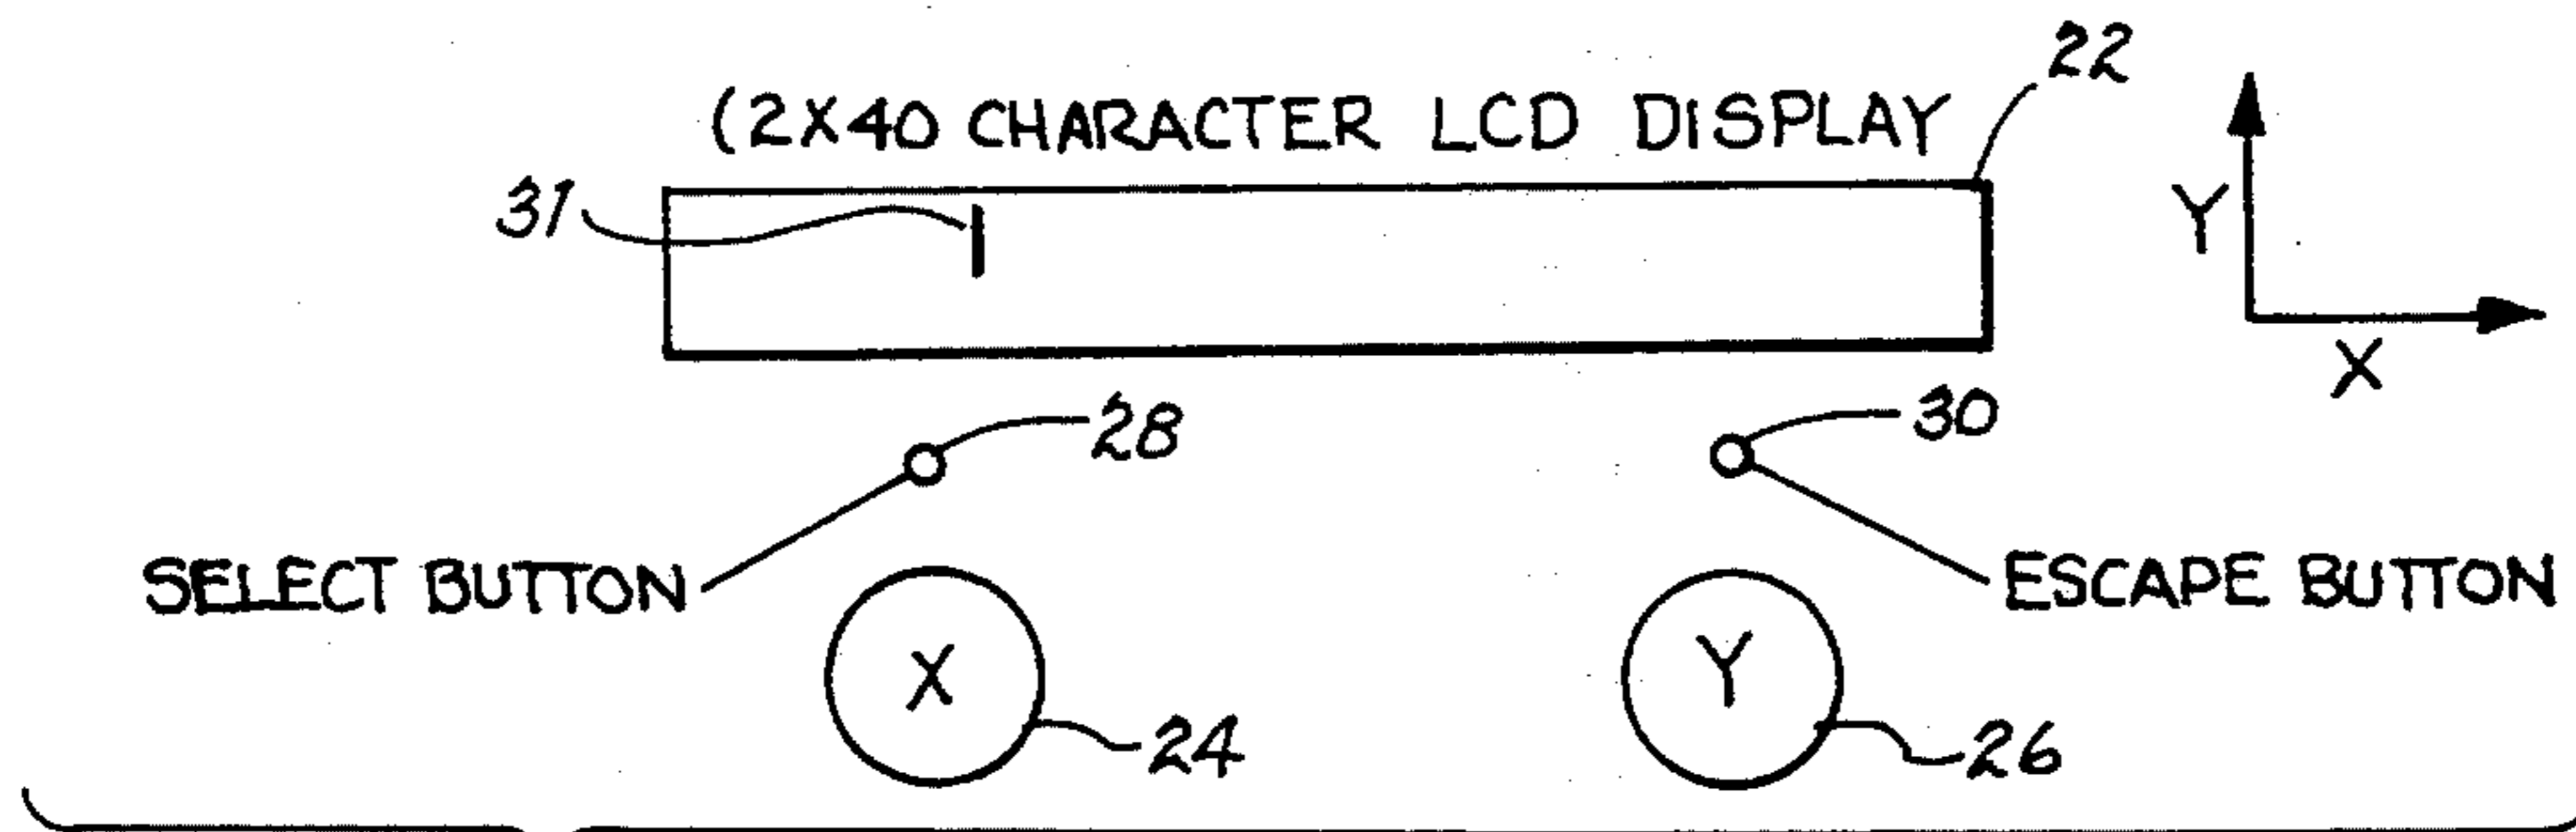 22
(2X40 CHARACTER LCD DISPLAY
31
Y
X
28
30
SELECT BUTTON
ESCAPE BUTTON
X
Y
24
26